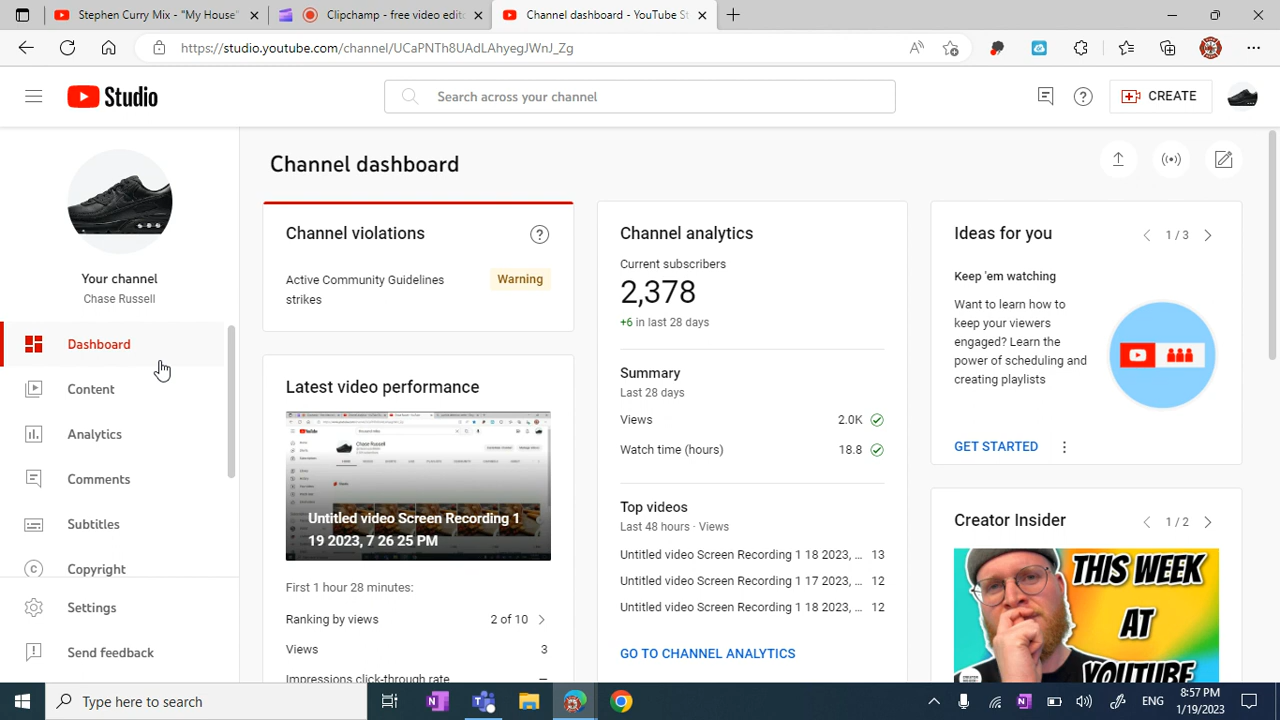 Stephen Curry Mix - "My House"
Free video edito
Channel dashboard - YouTube St
https://studio.youtube.com/channel/UCaPNTh8UAdLAhyegJWnJ_Zg
Studio
Search across your channel
CREATE
Channel dashboard
Your channel
Chase Russell
Dashboard
Content
Analytics
Comments
Subtitles
Copyright
Settings
Send feedback
Channel violations
Active Community Guidelines
strikes
Warning
Latest video performance
Untitled video Screen Recording 1
19 2023, 7 26 25 PM
First 1 hour 28 minutes:
Ranking by views 2 of 10
Views 3
Impressions click-through rate –
Channel analytics
Current subscribers
2,378
+6 in last 28 days
Summary
Last 28 days
Views 2.0K
Watch time (hours) 18.8
Top videos
Last 48 hours · Views
Untitled video Screen Recording 1 18 2023, ... 13
Untitled video Screen Recording 1 17 2023, ... 12
Untitled video Screen Recording 1 18 2023, ... 12
GO TO CHANNEL ANALYTICS
Ideas for you
1 / 3
Keep 'em watching
Want to learn how to
keep your viewers
engaged? Learn the
power of scheduling and
creating playlists
GET STARTED
Creator Insider
1 / 2
THIS WEEK
AT
YOUTUBE
Type here to search
ENG
8:57 PM
1/19/2023